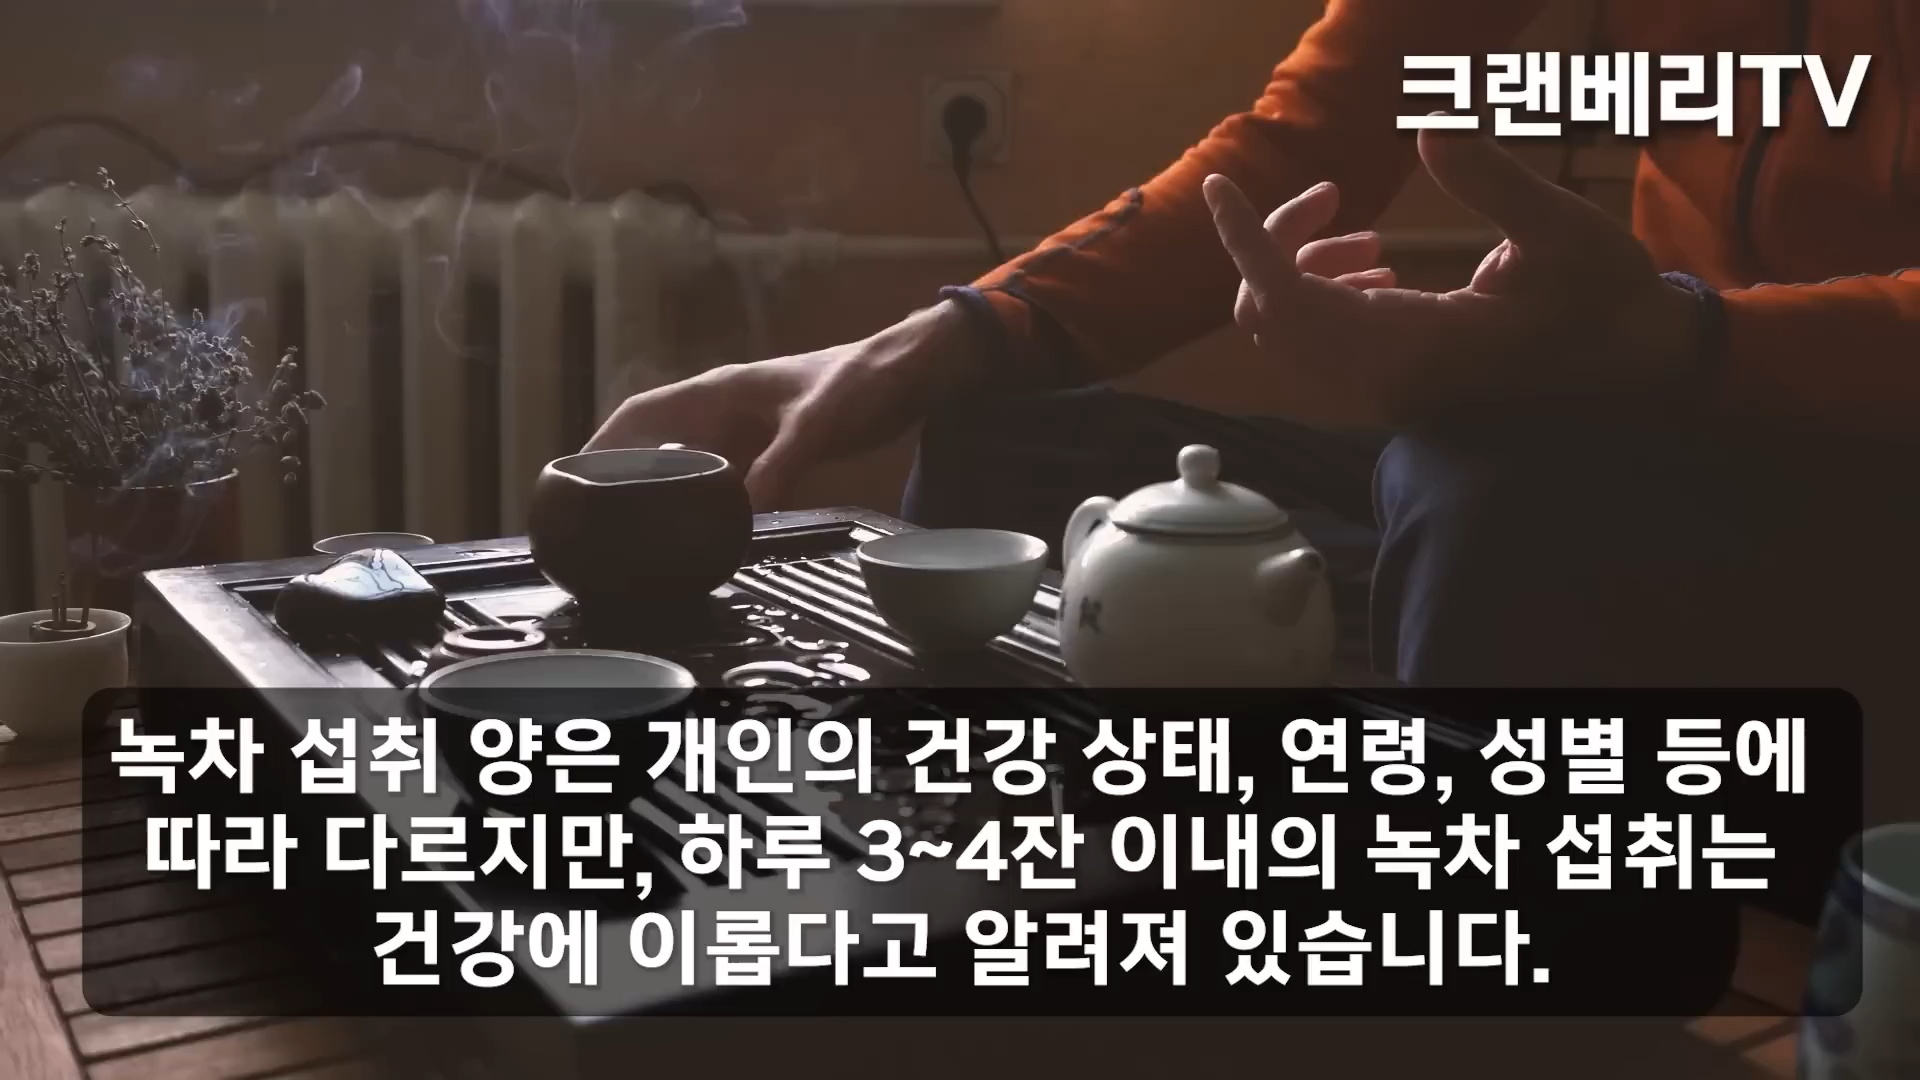 크랜베리TV
녹차 섭취 양은 개인의 건강 상태, 연령, 성별 등에
따라 다르지만, 하루 3~4잔 이내의 녹차 섭취는
건강에 이롭다고 알려져 있습니다.